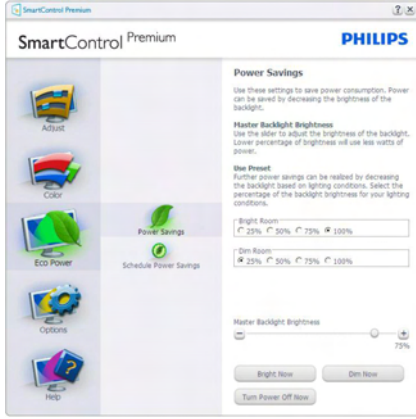 SmartControl Premium
SmartControl Premium
PHILIPS
Adjust
Color
Eco Power
Options
Help
Power Savings
Schedule Power Savings
Power Savings
Use these settings to save power consumption. Power
can be saved by decreasing the brightness of the
backlight.
Master Backlight Brightness
Use the slider to adjust the brightness of the backlight.
Lower percentage of brightness will use less watts of
power.
Use Preset
Further power savings can be realized by decreasing
the backlight based on lighting conditions. Select the
percentage of the backlight brightness for your lighting
conditions.
Bright Room
25% 50% 75% 100%
Dim Room
25% 50% 75% 100%
Master Backlight Brightness
75%
Bright Now Dim Now
Turn Power Off Now